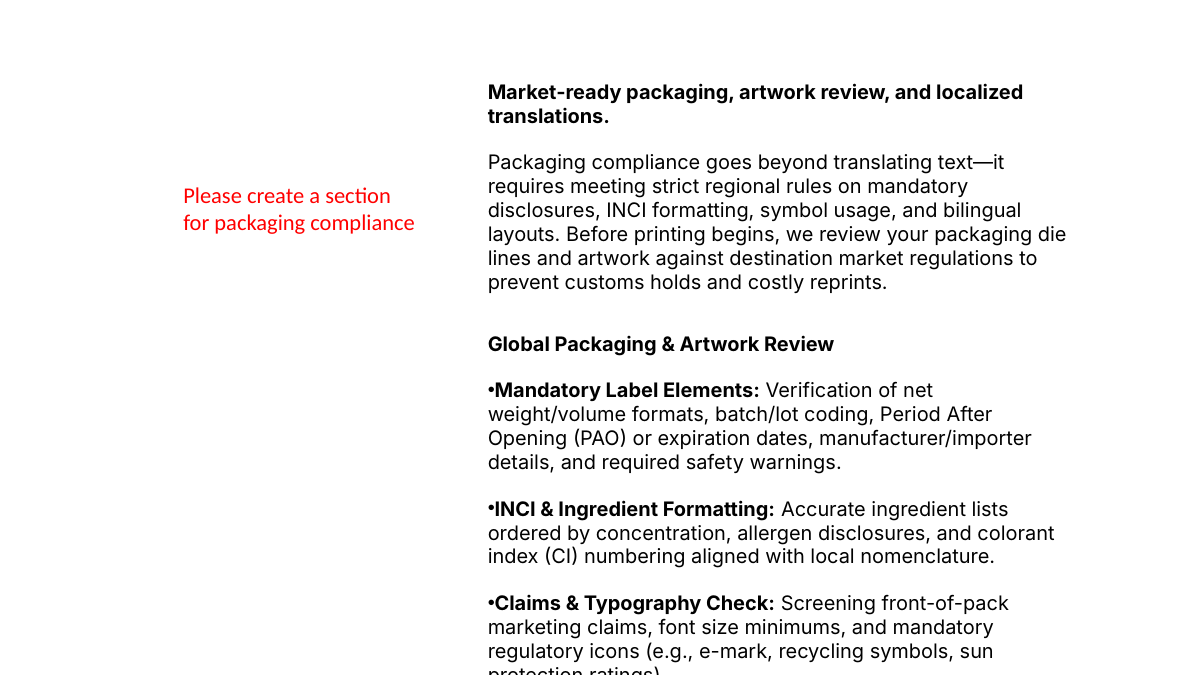 Market-ready packaging, artwork review, and localized
translations.
Packaging compliance goes beyond translating text—it
requires meeting strict regional rules on mandatory
disclosures, INCI formatting, symbol usage, and bilingual
layouts. Before printing begins, we review your packaging die
lines and artwork against destination market regulations to
prevent customs holds and costly reprints.
Please create a section
for packaging compliance
Global Packaging & Artwork Review
•Mandatory Label Elements: Verification of net
weight/volume formats, batch/lot coding, Period After
Opening (PAO) or expiration dates, manufacturer/importer
details, and required safety warnings.
•INCI & Ingredient Formatting: Accurate ingredient lists
ordered by concentration, allergen disclosures, and colorant
index (CI) numbering aligned with local nomenclature.
•Claims & Typography Check: Screening front-of-pack
marketing claims, font size minimums, and mandatory
regulatory icons (e.g., e-mark, recycling symbols, sun
protection ratings)